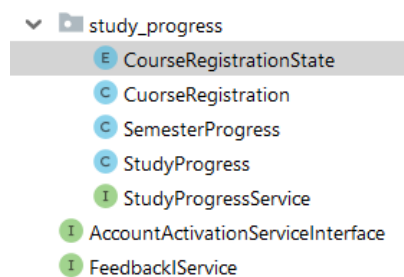 study_progress
E CourseRegistrationState
C CuorseRegistration
C SemesterProgress
C StudyProgress
I StudyProgressService
I AccountActivationServiceInterface
I FeedbackIService